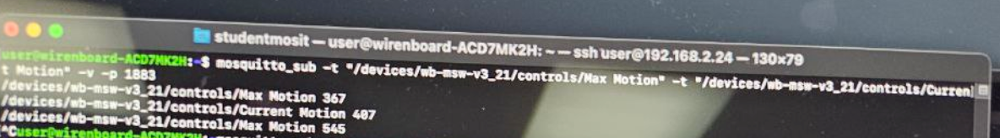 studentmosit — user@wirenboard-ACD7MK2H: ~ — ssh user@192.168.2.24 — 130×79
user@wirenboard-ACD7MK2H:~$ mosquitto_sub -t "/devices/wb-msw-v3_21/controls/Max Motion" -t "/devices/wb-msw-v3_21/controls/Curren
t Motion" -v -p 1883
/devices/wb-msw-v3_21/controls/Max Motion 367
/devices/wb-msw-v3_21/controls/Current Motion 407
/devices/wb-msw-v3_21/controls/Max Motion 545
^Cuser@wirenboard-ACD7MK2H: